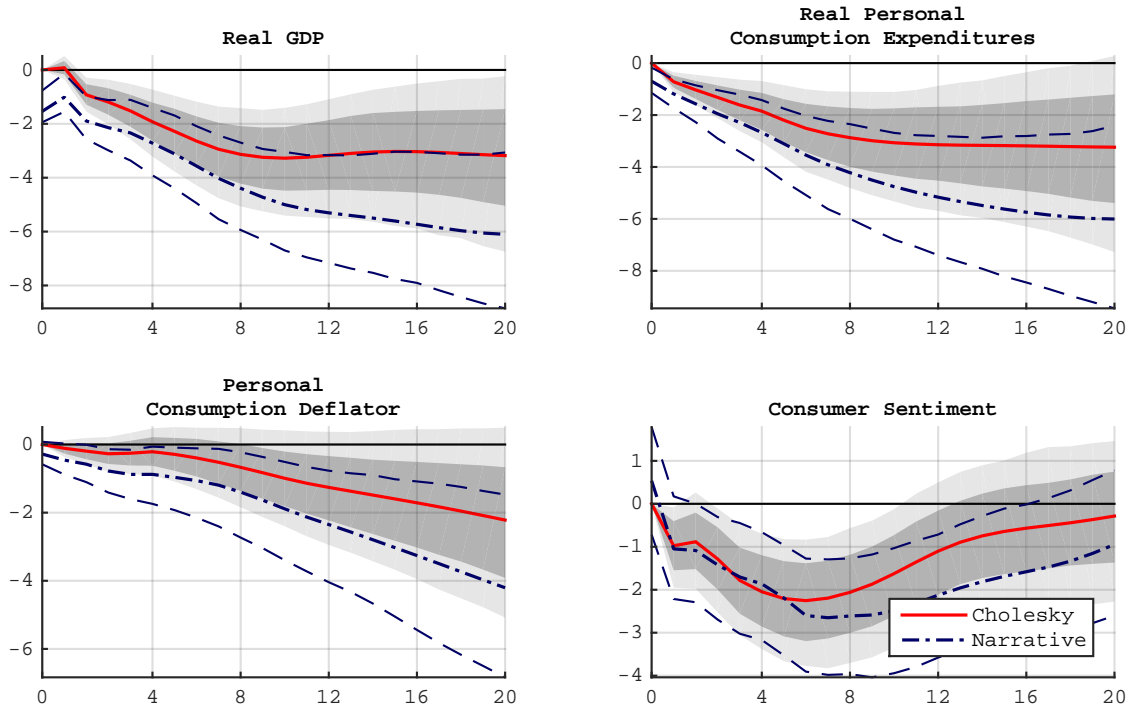 Real GDP
0
-2
-4
-6
-8
0 4 8 12 16 20
Real Personal
Consumption Expenditures
0
-2
-4
-6
-8
0 4 8 12 16 20
Personal
Consumption Deflator
0
-2
-4
-6
0 4 8 12 16 20
Consumer Sentiment
1
0
-1
-2
-3
-4
0 4 8 12 16 20
Cholesky
Narrative